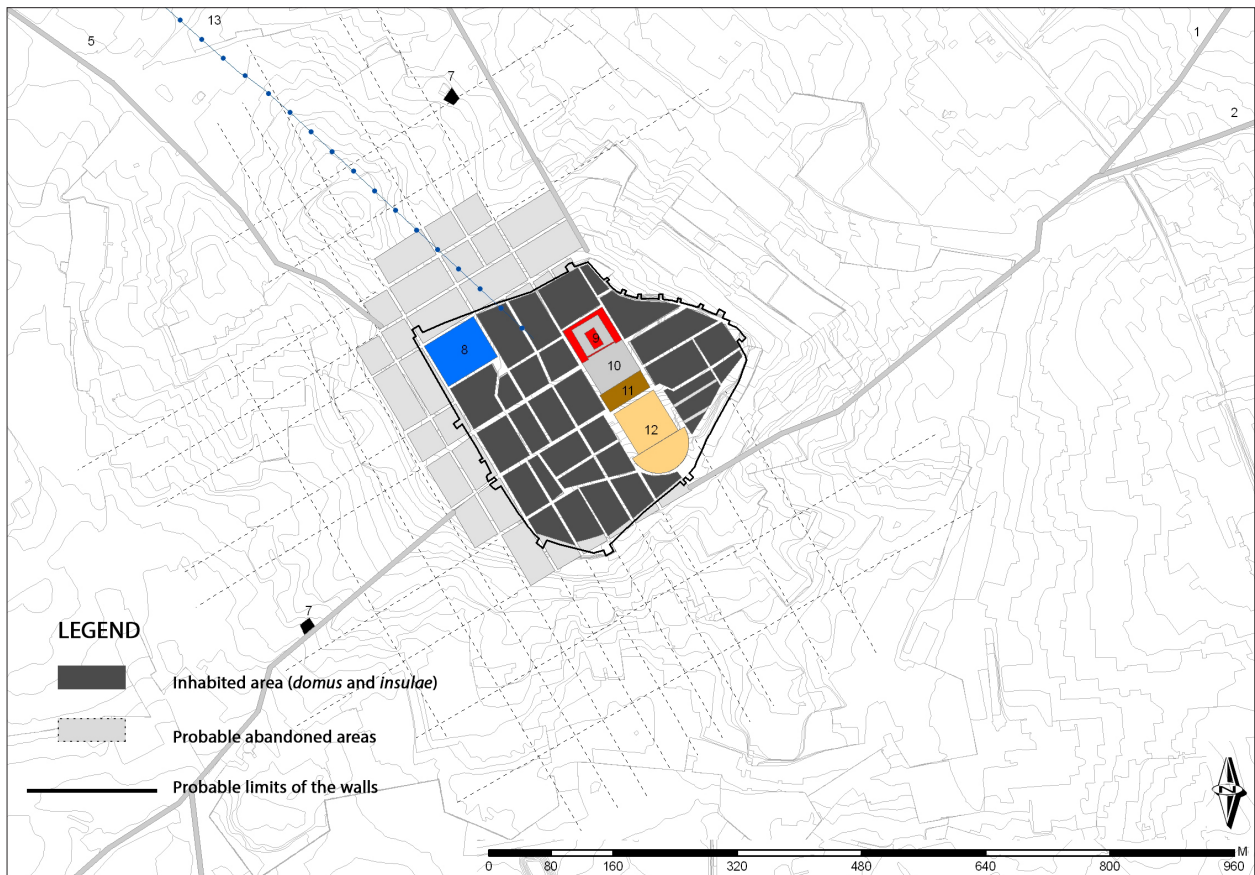 13
5
1
7
2
8
9
10
11
12
7
LEGEND
Inhabited area (domus and insulae)
Probable abandoned areas
Probable limits of the walls
N
M
0 80 160 320 480 640 800 960